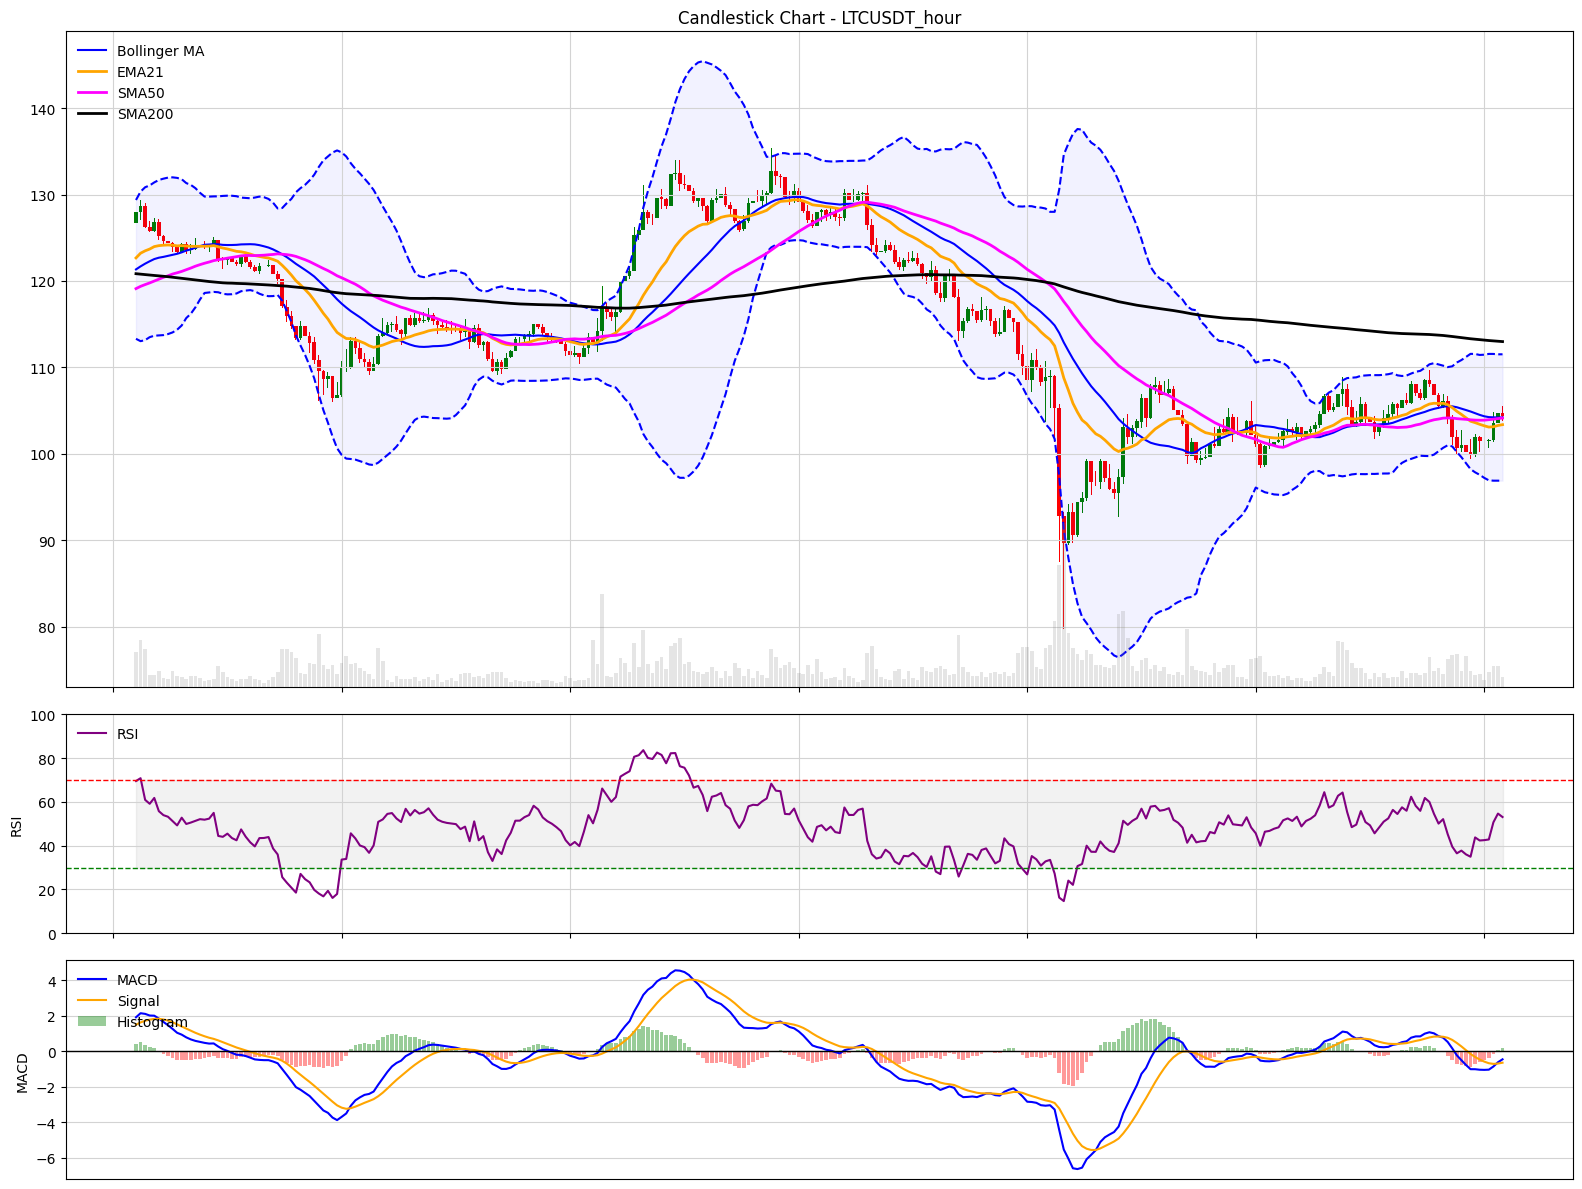 Candlestick Chart - LTCUSDT_hour
Bollinger MA
EMA21
SMA50
SMA200
140
130
120
110
100
90
80
100
80
60
40
20
0
RSI
RSI
4
2
0
−2
−4
−6
MACD
MACD
Signal
Histogram